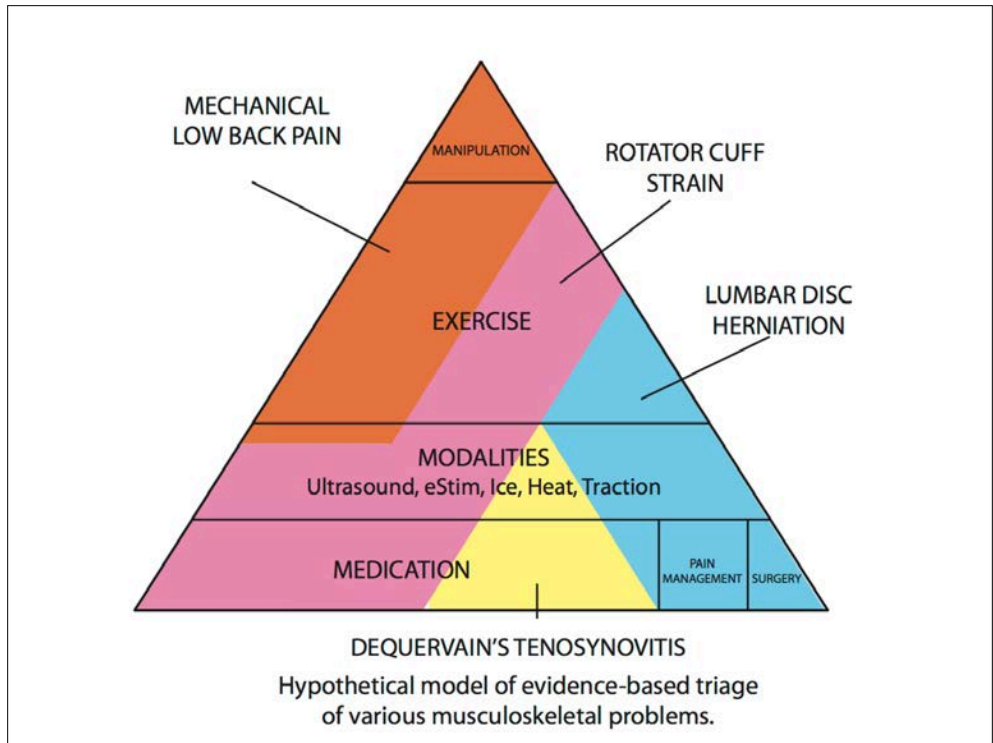 MECHANICAL
LOW BACK PAIN
MANIPULATION
ROTATOR CUFF
STRAIN
LUMBAR DISC
HERNIATION
EXERCISE
MODALITIES
Ultrasound, eStim, Ice, Heat, Traction
MEDICATION
PAIN
MANAGEMENT
SURGERY
DEQUERVAIN'S TENOSYNOVITIS
Hypothetical model of evidence-based triage
of various musculoskeletal problems.